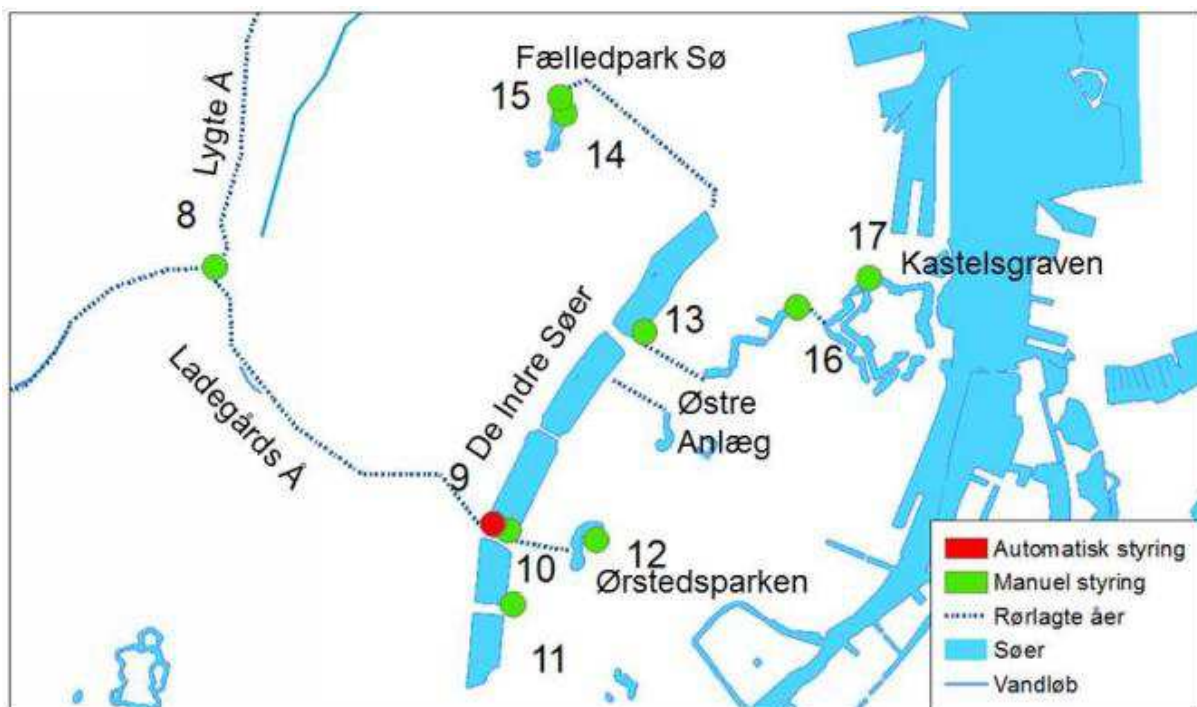 Fælledpark Sø
15
14
Lygte Å
8
17
Kastelsgraven
13
16
De Indre Søer
Ladegårds Å
Østre
Anlæg
9
10
12
Ørstedsparken
11
Automatisk styring
Manuel styring
Rørlagte åer
Søer
Vandløb